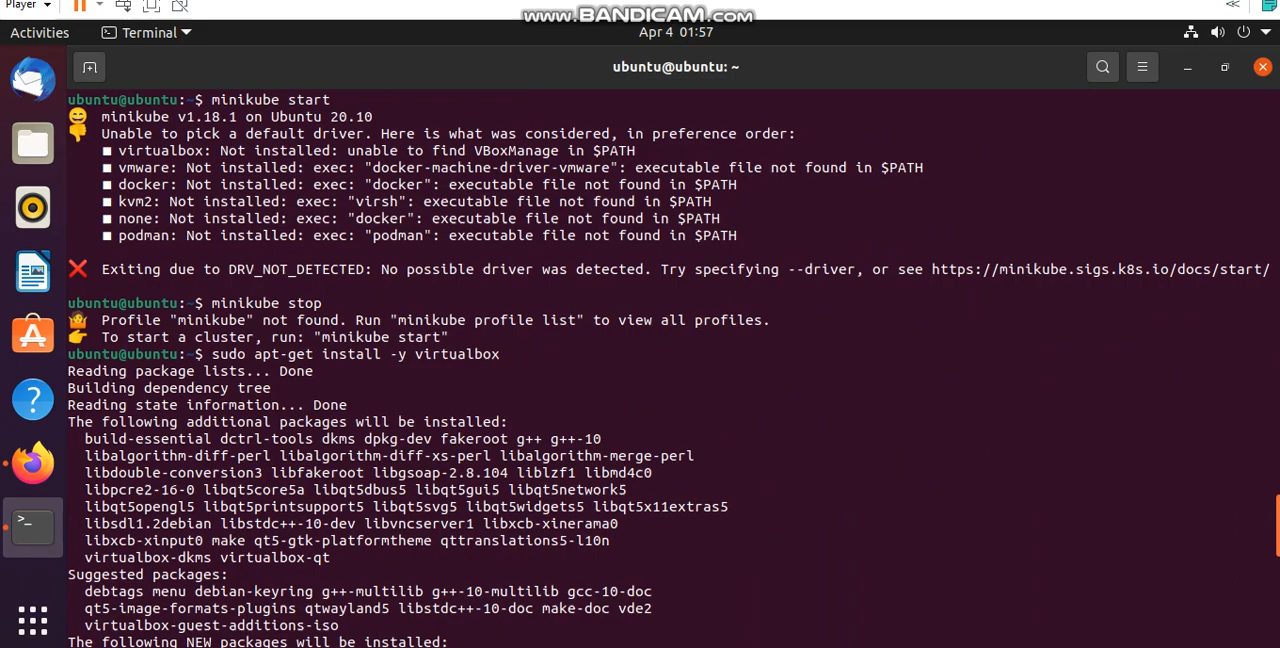 Player
www.BANDICAM.com
Activities
Terminal
Apr 4 01:57
ubuntu@ubuntu: ~
ubuntu@ubuntu:~$ minikube start
minikube v1.18.1 on Ubuntu 20.10
Unable to pick a default driver. Here is what was considered, in preference order:
■ virtualbox: Not installed: unable to find VBoxManage in $PATH
■ vmware: Not installed: exec: "docker-machine-driver-vmware": executable file not found in $PATH
■ docker: Not installed: exec: "docker": executable file not found in $PATH
■ kvm2: Not installed: exec: "virsh": executable file not found in $PATH
■ none: Not installed: exec: "docker": executable file not found in $PATH
■ podman: Not installed: exec: "podman": executable file not found in $PATH
Exiting due to DRV_NOT_DETECTED: No possible driver was detected. Try specifying --driver, or see https://minikube.sigs.k8s.io/docs/start/
ubuntu@ubuntu:~$ minikube stop
Profile "minikube" not found. Run "minikube profile list" to view all profiles.
To start a cluster, run: "minikube start"
ubuntu@ubuntu:~$ sudo apt-get install -y virtualbox
Reading package lists... Done
Building dependency tree
Reading state information... Done
The following additional packages will be installed:
build-essential dctrl-tools dkms dpkg-dev fakeroot g++ g++-10
libalgorithm-diff-perl libalgorithm-diff-xs-perl libalgorithm-merge-perl
libdouble-conversion3 libfakeroot libgsoap-2.8.104 liblzf1 libmd4c0
libpcre2-16-0 libqt5core5a libqt5dbus5 libqt5gui5 libqt5network5
libqt5opengl5 libqt5printsupport5 libqt5svg5 libqt5widgets5 libqt5x11extras5
libsdl1.2debian libstdc++-10-dev libvncserver1 libxcb-xinerama0
libxcb-xinput0 make qt5-gtk-platformtheme qttranslations5-l10n
virtualbox-dkms virtualbox-qt
Suggested packages:
debtags menu debian-keyring g++-multilib g++-10-multilib gcc-10-doc
qt5-image-formats-plugins qtwayland5 libstdc++-10-doc make-doc vde2
virtualbox-guest-additions-iso
The following NEW packages will be installed: